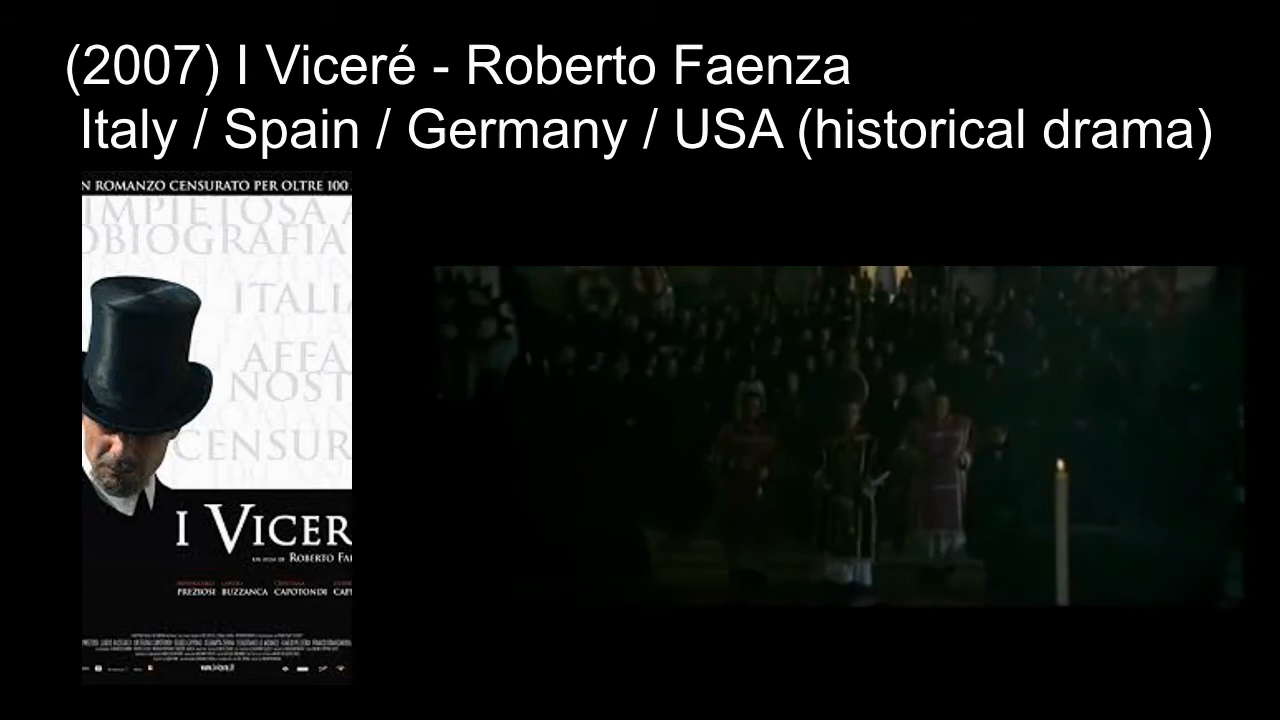 (2007) I Viceré - Roberto Faenza
Italy / Spain / Germany / USA (historical drama)
N ROMANZO CENSURATO PER OLTRE 100
IMPIETOSA A
OBIOGRAFIA
ITALIA
AFFA
NOST
CENSUR
I VICER
UN FILM DI ROBERTO FA
PREZIOSI BUZZANCA CAPOTONDI CAP